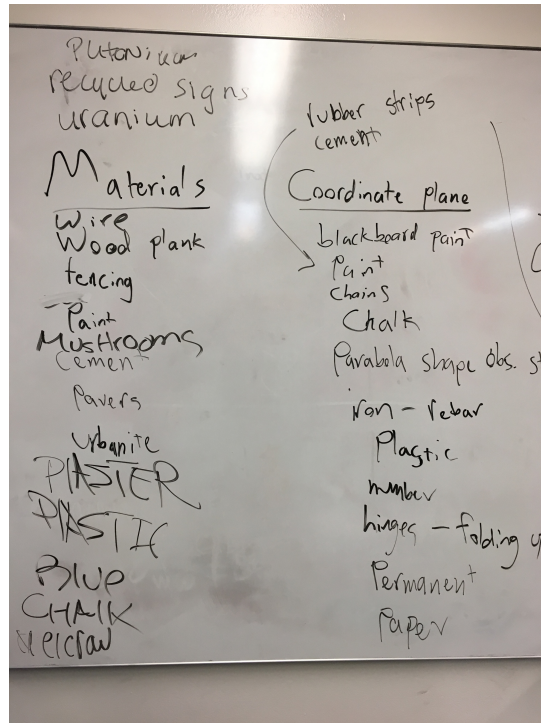 Plutonium
recycled signs
uranium
Materials
Wire
Wood plank
fencing
Paint
MusHrooms
Cement
Pavers
urbanite
PlASTER
PlASTIC
Blue
CHAlK
rubber strips
cement
Coordinate plane
blackboard paint
Paint
Chains
Chalk
Parabola shape obs.
Iron - rebar
Plastic
number
hinges - folding
Permanent
Paper